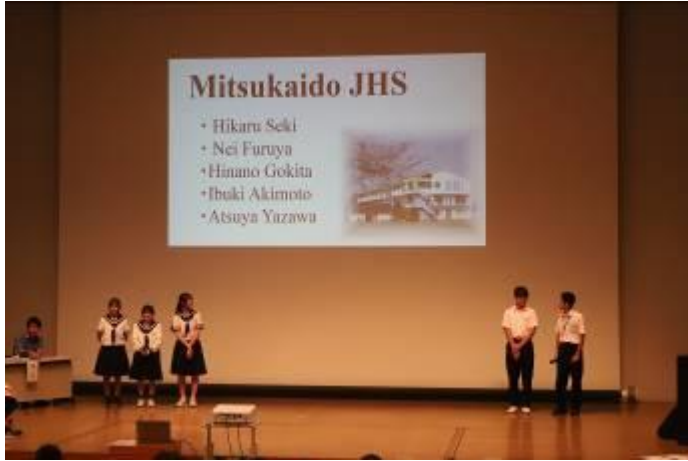 Mitsukaido JHS
・Hikaru Seki
・Nei Furuya
・Hinano Gokita
・Ibuki Akimoto
・Atsuya Yazawa